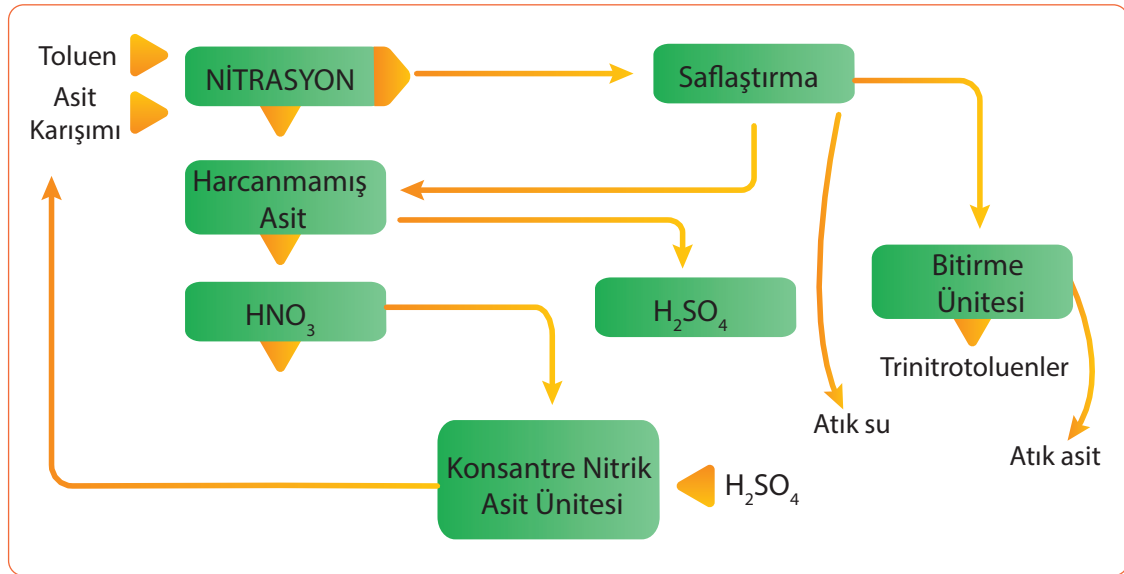 Toluen
Asit
Karışımı
NİTRASYON
Saflaştırma
Harcanmamış
Asit
HNO₃
H₂SO₄
Bitirme
Ünitesi
Trinitrotoluenler
Atık su
Atık asit
Konsantre Nitrik
Asit Ünitesi
H₂SO₄